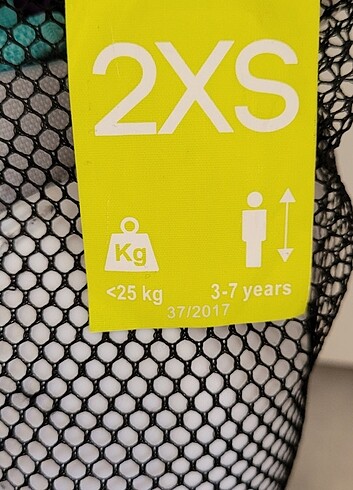 2XS
Kg
<25 kg
3-7 years
37/2017